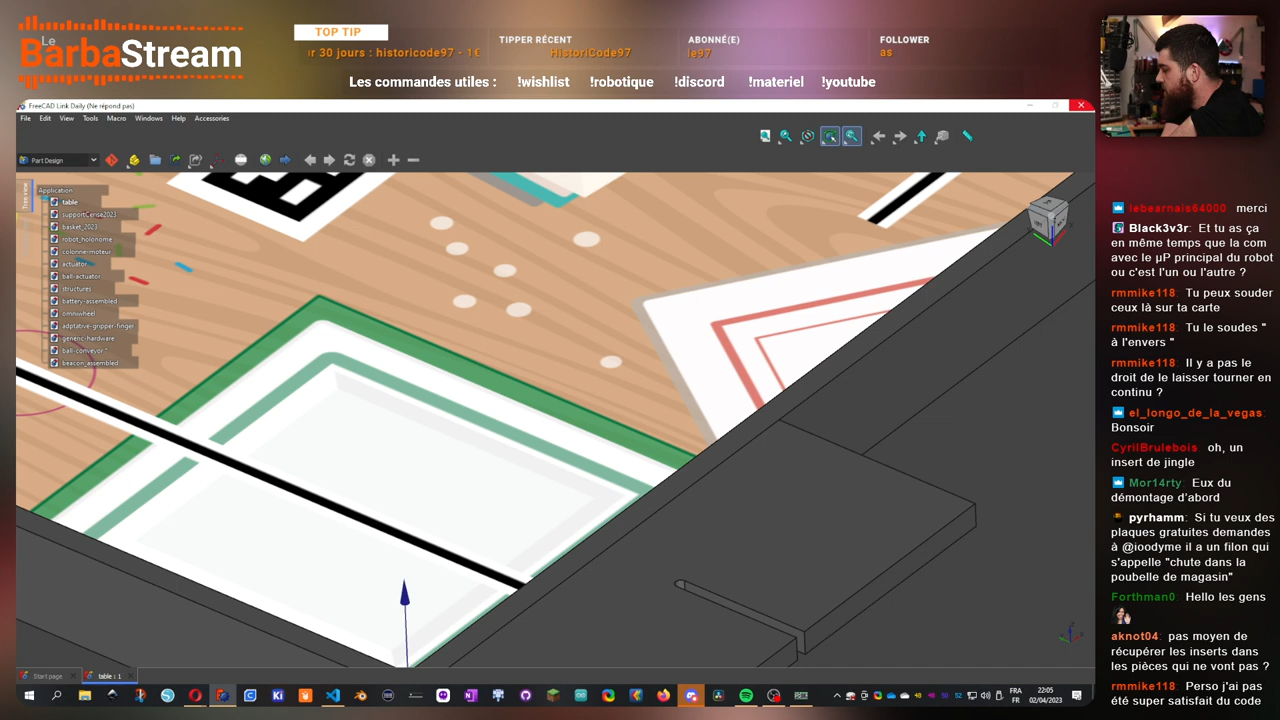 Le
BarbaStream
TOP TIP
ır 30 jours : historicode97 - 1€
TIPPER RÉCENT
HistoriCode97
ABONNÉ(E)
le97
FOLLOWER
as
Les commandes utiles : !wishlist !robotique !discord !materiel !youtube
FreeCAD Link Daily (Ne répond pas)
File Edit View Tools Macro Windows Help Accessories
Part Design
Tree view
Application
table
supportCerise2023
basket_2023
robot_holonome
colonne-moteur
actuator
ball-actuator
structures
battery-assembled
omniwheel
adptative-gripper-finger
generic-hardware
ball-conveyor *
beacon_assembled
Start page
table : 1
FRA
FR
22:05
02/04/2023
lebearnais64000: merci
Black3v3r: Et tu as ça
en même temps que la com
avec le µP principal du robot
ou c'est l'un ou l'autre ?
rmmike118: Tu peux souder
ceux là sur ta carte
rmmike118: Tu le soudes "
à l'envers "
rmmike118: Il y a pas le
droit de le laisser tourner en
continu ?
el_longo_de_la_vegas:
Bonsoir
CyrilBrulebois: oh, un
insert de jingle
Mor14rty: Eux du
démontage d'abord
pyrhamm: Si tu veux des
plaques gratuites demandes
à @ioodyme il a un filon qui
s'appelle "chute dans la
poubelle de magasin"
Forthman0: Hello les gens
aknot04: pas moyen de
récupérer les inserts dans
les pièces qui ne vont pas ?
rmmike118: Perso j'ai pas
été super satisfait du code